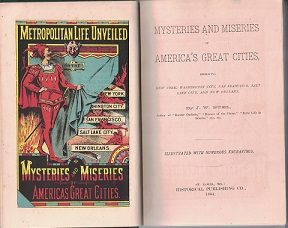 METROPOLITAN LIFE UNVEILED
NEW YORK,
WASHINGTON CITY,
SAN FRANCISCO,
SALT LAKE CITY,
NEW ORLEANS.
MYSTERIES AND MISERIES
OF
AMERICA'S GREAT CITIES.
MYSTERIES AND MISERIES
OF
AMERICA'S GREAT CITIES,
EMBRACING
NEW YORK, WASHINGTON CITY, SAN FRANCISCO, SALT
LAKE CITY, AND NEW ORLEANS.
By J. W. BUEL,
ILLUSTRATED WITH NUMEROUS ENGRAVINGS.
ST. LOUIS, MO.:
HISTORICAL PUBLISHING CO.,